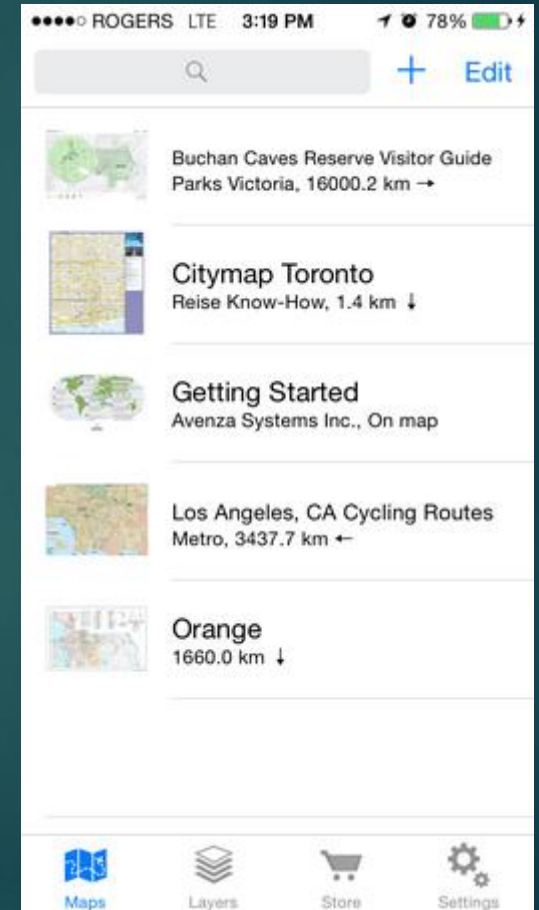 ROGERS LTE 3:19 PM 78%
Edit
Buchan Caves Reserve Visitor Guide
Parks Victoria, 16000.2 km →
Citymap Toronto
Reise Know-How, 1.4 km ↓
Getting Started
Avenza Systems Inc., On map
Los Angeles, CA Cycling Routes
Metro, 3437.7 km ←
Orange
1660.0 km ↓
Maps Layers Store Settings